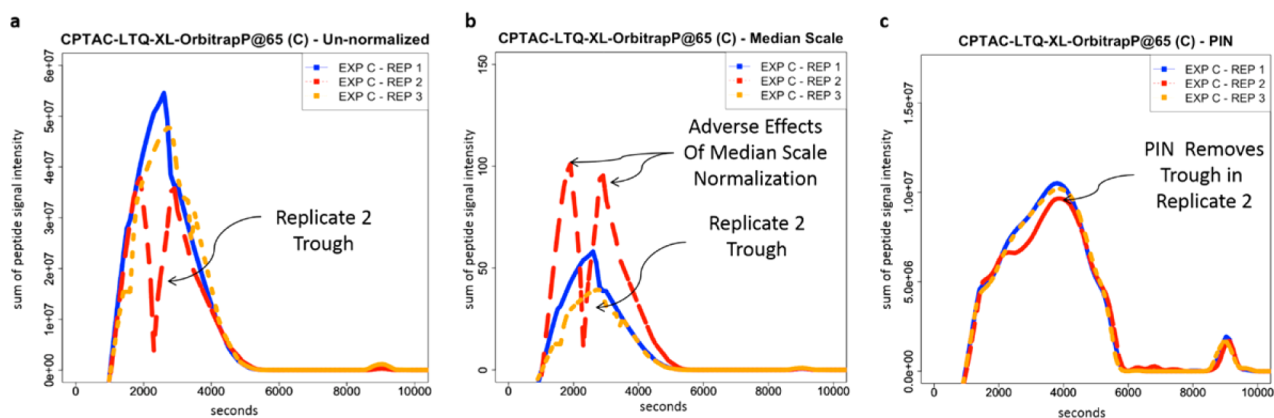 a
CPTAC-LTQ-XL-OrbitrapP@65 (C) - Un-normalized
EXP C - REP 1
EXP C - REP 2
EXP C - REP 3
sum of peptide signal intensity
6e+07
5e+07
4e+07
3e+07
2e+07
1e+07
0e+00
Replicate 2
Trough
0
2000
4000
6000
8000
10000
seconds
b
CPTAC-LTQ-XL-OrbitrapP@65 (C) - Median Scale
EXP C - REP 1
EXP C - REP 2
EXP C - REP 3
sum of peptide signal intensity
150
100
50
0
Adverse Effects
Of Median Scale
Normalization
Replicate 2
Trough
0
2000
4000
6000
8000
10000
seconds
c
CPTAC-LTQ-XL-OrbitrapP@65 (C) - PIN
EXP C - REP 1
EXP C - REP 2
EXP C - REP 3
sum of peptide signal intensity
1.5e+07
1.0e+07
5.0e+06
0.0e+00
PIN Removes
Trough in
Replicate 2
0
2000
4000
6000
8000
10000
seconds